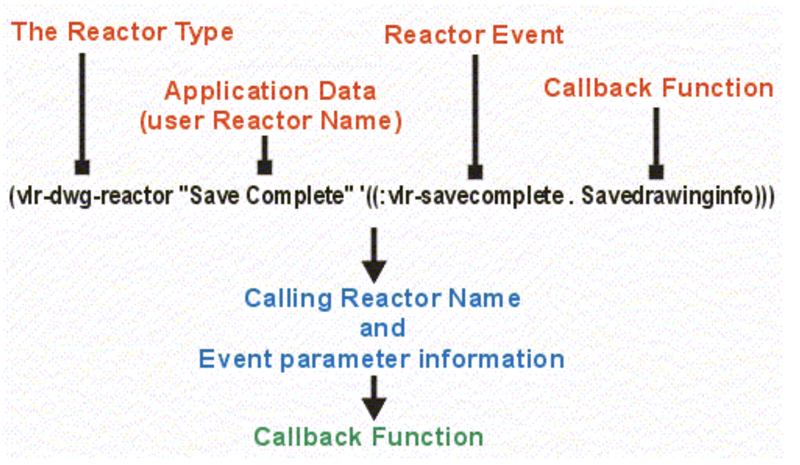 The Reactor Type
Reactor Event
Application Data
(user Reactor Name)
Callback Function
(vlr-dwg-reactor "Save Complete" '((:vlr-savecomplete . Savedrawinginfo)))
Calling Reactor Name
and
Event parameter information
Callback Function